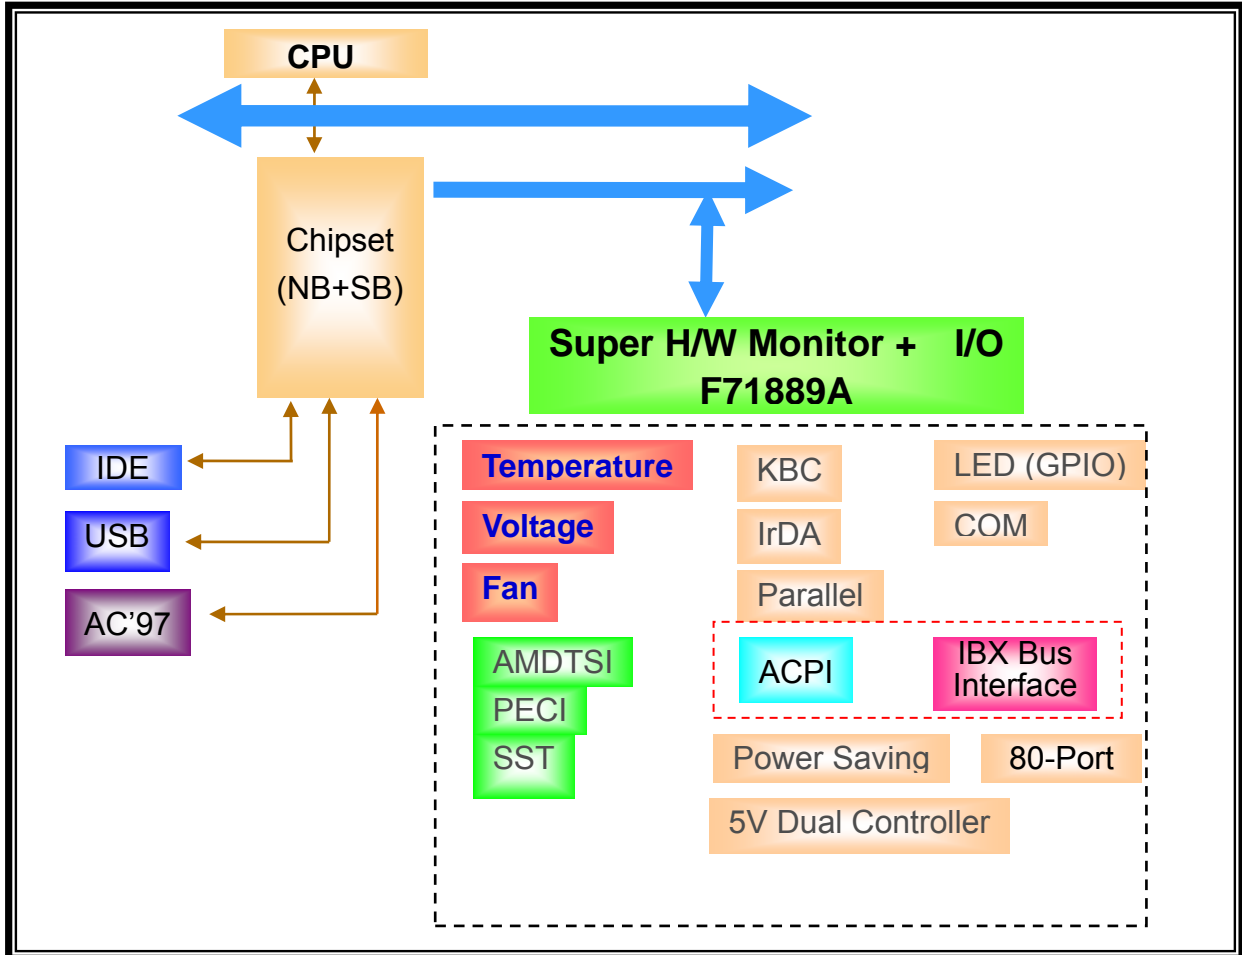 CPU
Chipset
(NB+SB)
Super H/W Monitor + I/O
F71889A
IDE
USB
AC’97
Temperature
Voltage
Fan
AMDTSI
PECI
SST
KBC
IrDA
Parallel
LED (GPIO)
COM
ACPI
IBX Bus
Interface
Power Saving
80-Port
5V Dual Controller